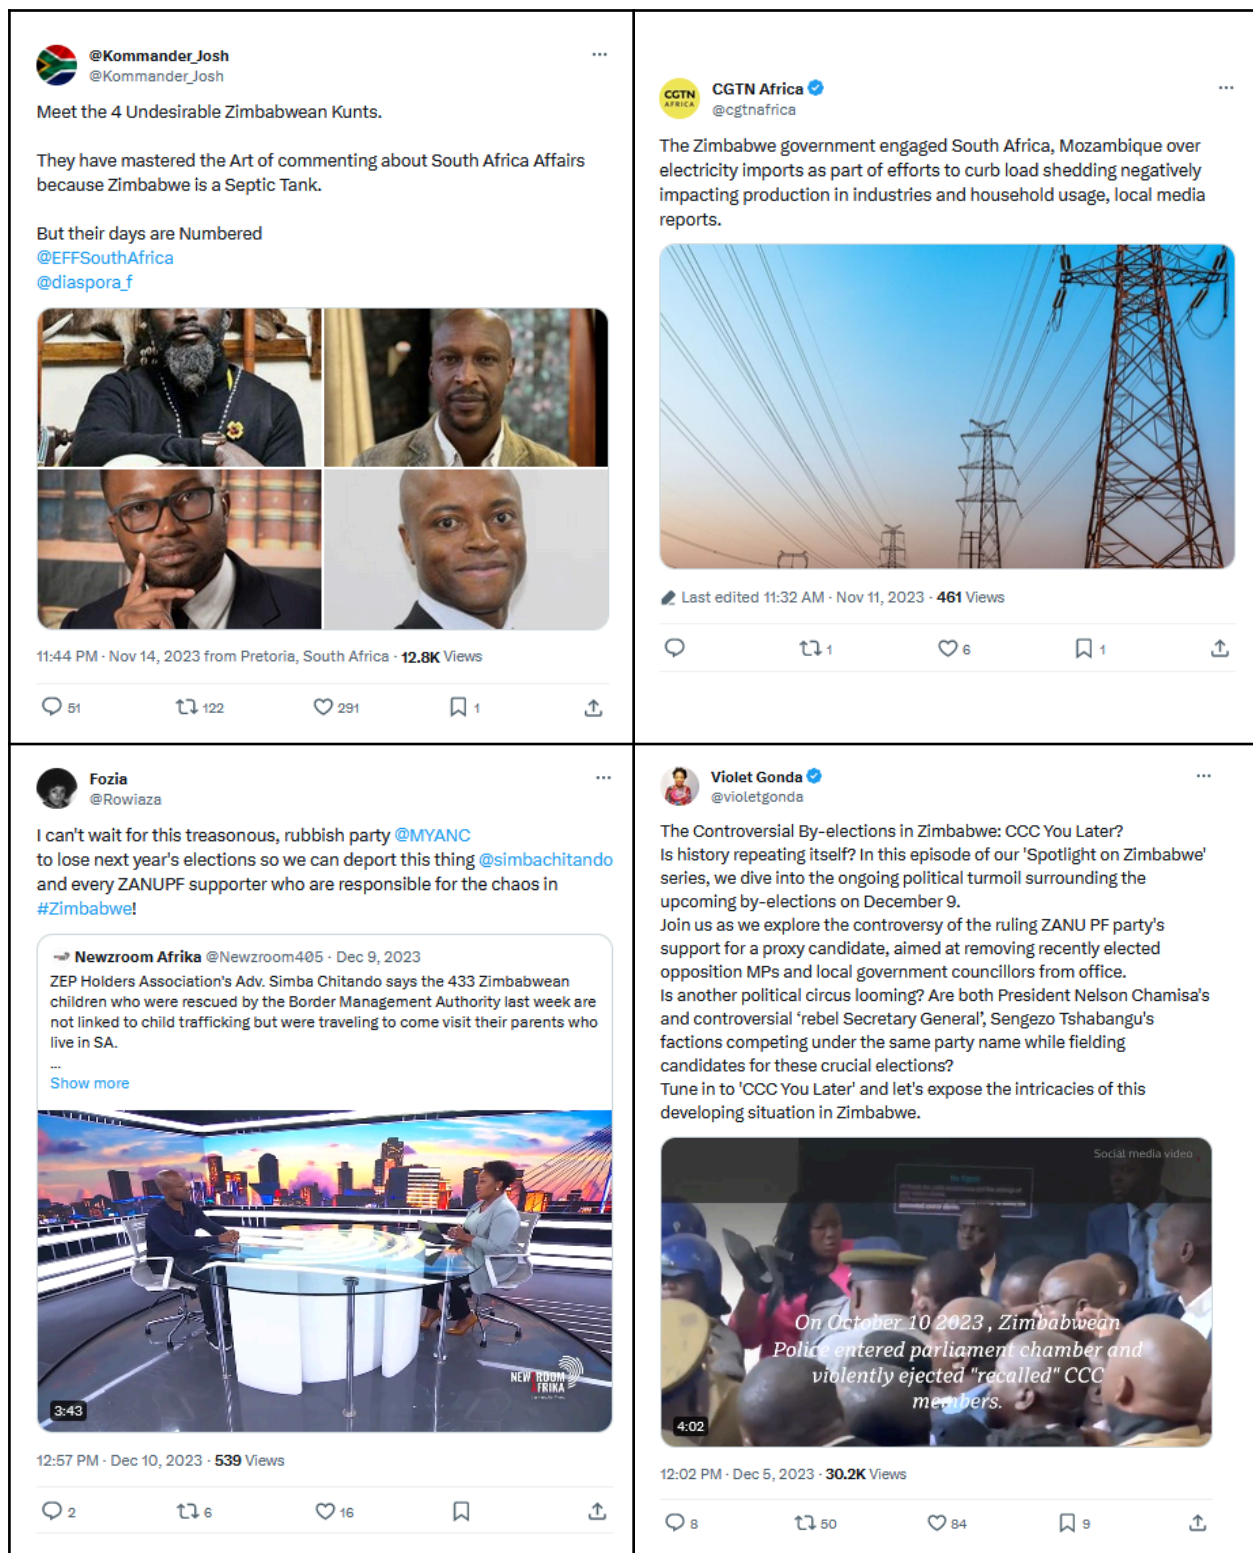 @Kommander_Josh
@Kommander_Josh
Meet the 4 Undesirable Zimbabwean Kunts.
They have mastered the Art of commenting about South Africa Affairs
because Zimbabwe is a Septic Tank.
But their days are Numbered
@EFFSouthAfrica
@diaspora_f
11:44 PM · Nov 14, 2023 from Pretoria, South Africa · 12.8K Views
51 122 291 1
CGTN
AFRICA
CGTN Africa
@cgtnafrica
The Zimbabwe government engaged South Africa, Mozambique over
electricity imports as part of efforts to curb load shedding negatively
impacting production in industries and household usage, local media
reports.
Last edited 11:32 AM · Nov 11, 2023 · 461 Views
1 6 1
Fozia
@Rowiaza
I can't wait for this treasonous, rubbish party @MYANC
to lose next year's elections so we can deport this thing @simbachitando
and every ZANUPF supporter who are responsible for the chaos in
#Zimbabwe!
Newzroom Afrika @Newzroom405 · Dec 9, 2023
ZEP Holders Association's Adv. Simba Chitando says the 433 Zimbabwean
children who were rescued by the Border Management Authority last week are
not linked to child trafficking but were traveling to come visit their parents who
live in SA.
...
Show more
NEWZROOM
AFRIKA
3:43
12:57 PM · Dec 10, 2023 · 539 Views
2 6 16
Violet Gonda
@violetgonda
The Controversial By-elections in Zimbabwe: CCC You Later?
Is history repeating itself? In this episode of our 'Spotlight on Zimbabwe'
series, we dive into the ongoing political turmoil surrounding the
upcoming by-elections on December 9.
Join us as we explore the controversy of the ruling ZANU PF party's
support for a proxy candidate, aimed at removing recently elected
opposition MPs and local government councillors from office.
Is another political circus looming? Are both President Nelson Chamisa's
and controversial ‘rebel Secretary General’, Sengezo Tshabangu's
factions competing under the same party name while fielding
candidates for these crucial elections?
Tune in to 'CCC You Later' and let's expose the intricacies of this
developing situation in Zimbabwe.
Social media video
On October 10 2023 , Zimbabwean
Police entered parliament chamber and
violently ejected "recalled" CCC
members.
4:02
12:02 PM · Dec 5, 2023 · 30.2K Views
8 50 84 9